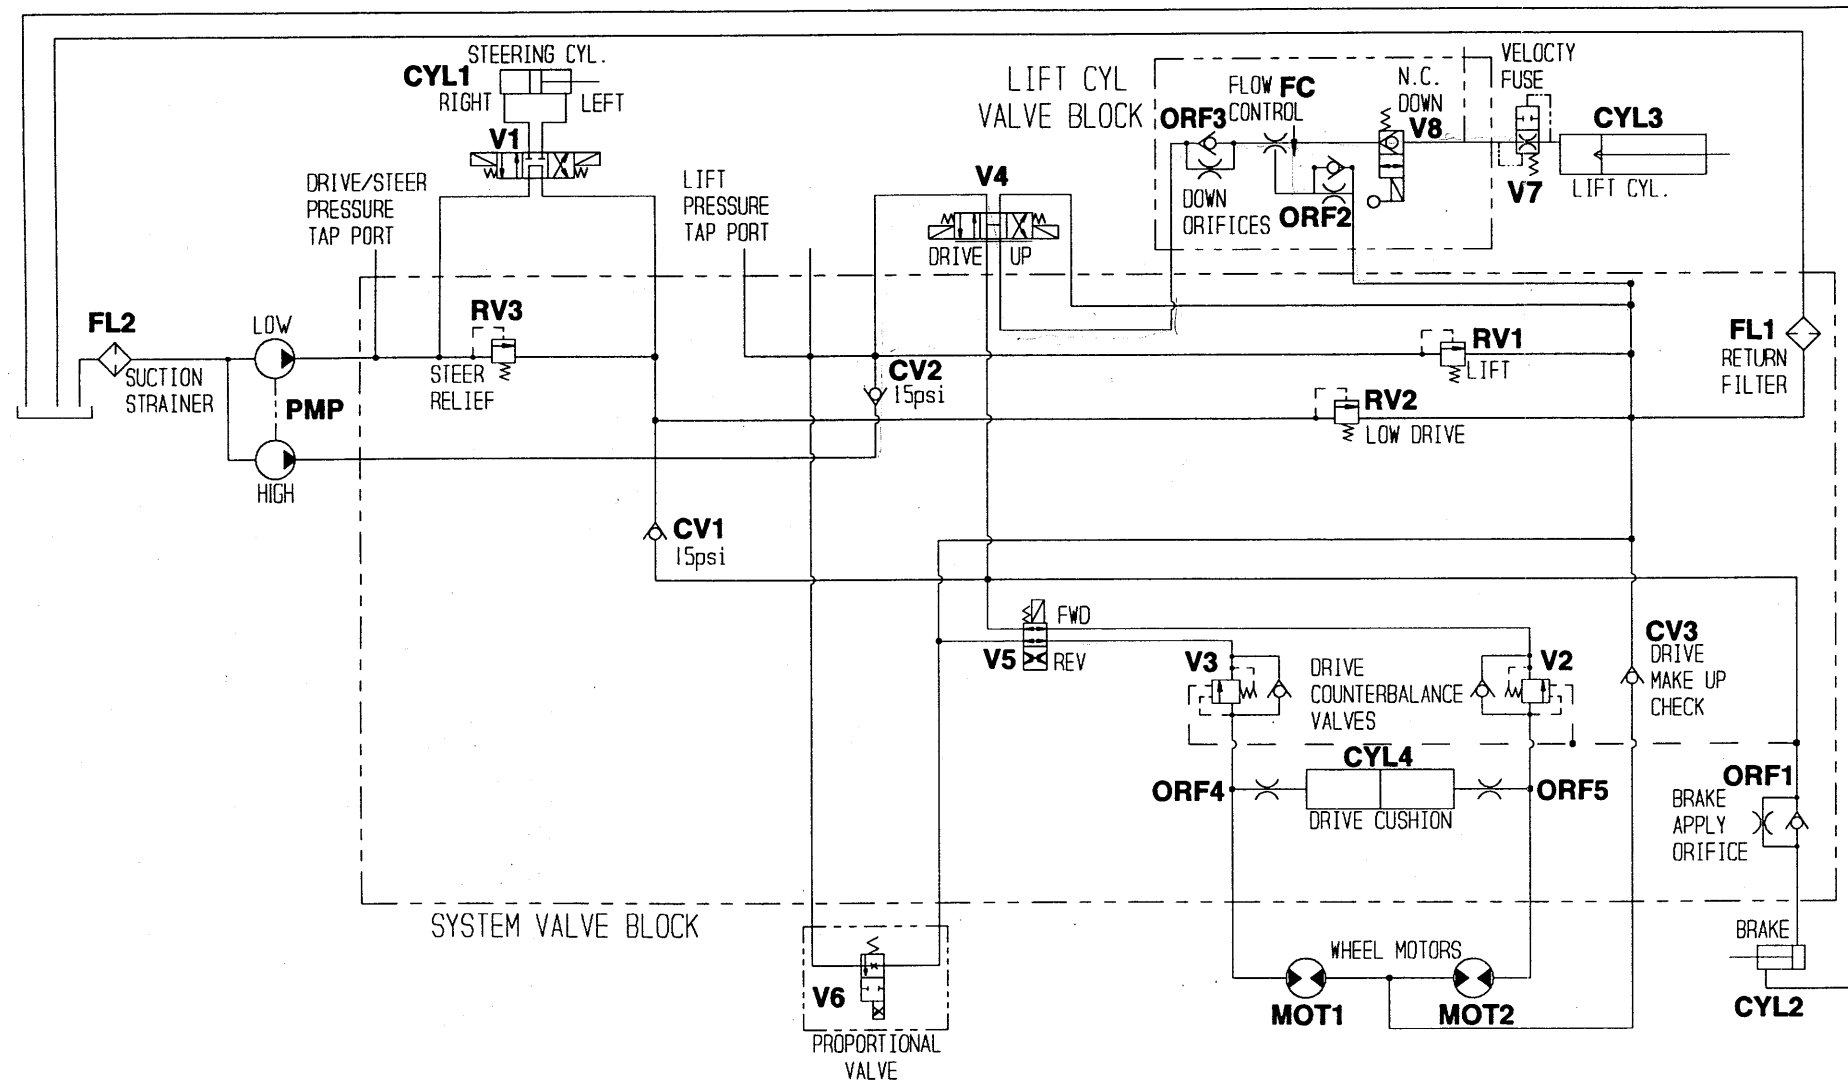 STEERING CYL.
CYL1
RIGHT
LEFT
V1
DRIVE/STEER
PRESSURE
TAP PORT
LIFT
PRESSURE
TAP PORT
LIFT CYL
VALVE BLOCK
FLOW FC
CONTROL
ORF3
N.C.
DOWN
V8
VELOCTY
FUSE
CYL3
LIFT CYL.
V7
DOWN
ORIFICES
ORF2
V4
DRIVE
UP
FL2
SUCTION
STRAINER
LOW
PMP
HIGH
RV3
STEER
RELIEF
CV2
15psi
RV1
LIFT
RV2
LOW DRIVE
FL1
RETURN
FILTER
CV1
15psi
FWD
V5
REV
V3
DRIVE
COUNTERBALANCE
VALVES
V2
CV3
DRIVE
MAKE UP
CHECK
CYL4
ORF4
ORF5
DRIVE CUSHION
ORF1
BRAKE
APPLY
ORIFICE
SYSTEM VALVE BLOCK
V6
PROPORTIONAL
VALVE
WHEEL MOTORS
MOT1
MOT2
BRAKE
CYL2